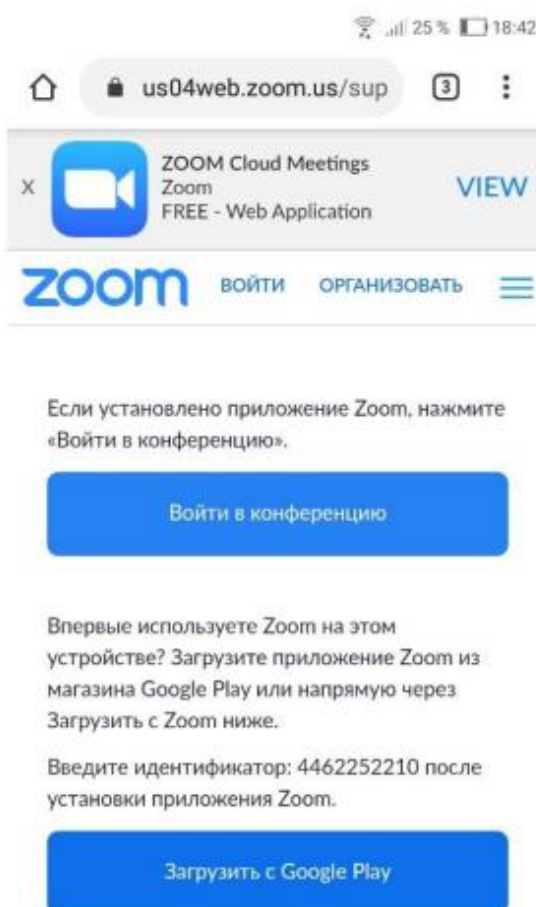 25 % 18:42
us04web.zoom.us/sup 3
X ZOOM Cloud Meetings
Zoom VIEW
FREE - Web Application
zoom ВОЙТИ ОРГАНИЗОВАТЬ
Если установлено приложение Zoom, нажмите
«Войти в конференцию».
Войти в конференцию
Впервые используете Zoom на этом
устройстве? Загрузите приложение Zoom из
магазина Google Play или напрямую через
Загрузить с Zoom ниже.
Введите идентификатор: 4462252210 после
установки приложения Zoom.
Загрузить с Google Play